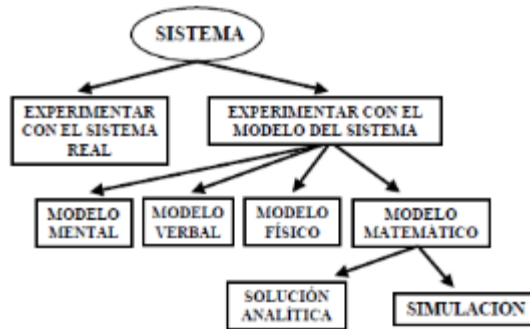 SISTEMA
EXPERIMENTAR
CON EL SISTEMA
REAL
EXPERIMENTAR CON EL
MODELO DEL SISTEMA
MODELO
MENTAL
MODELO
VERBAL
MODELO
FÍSICO
MODELO
MATEMÁTICO
SOLUCIÓN
ANALÍTICA
SIMULACION